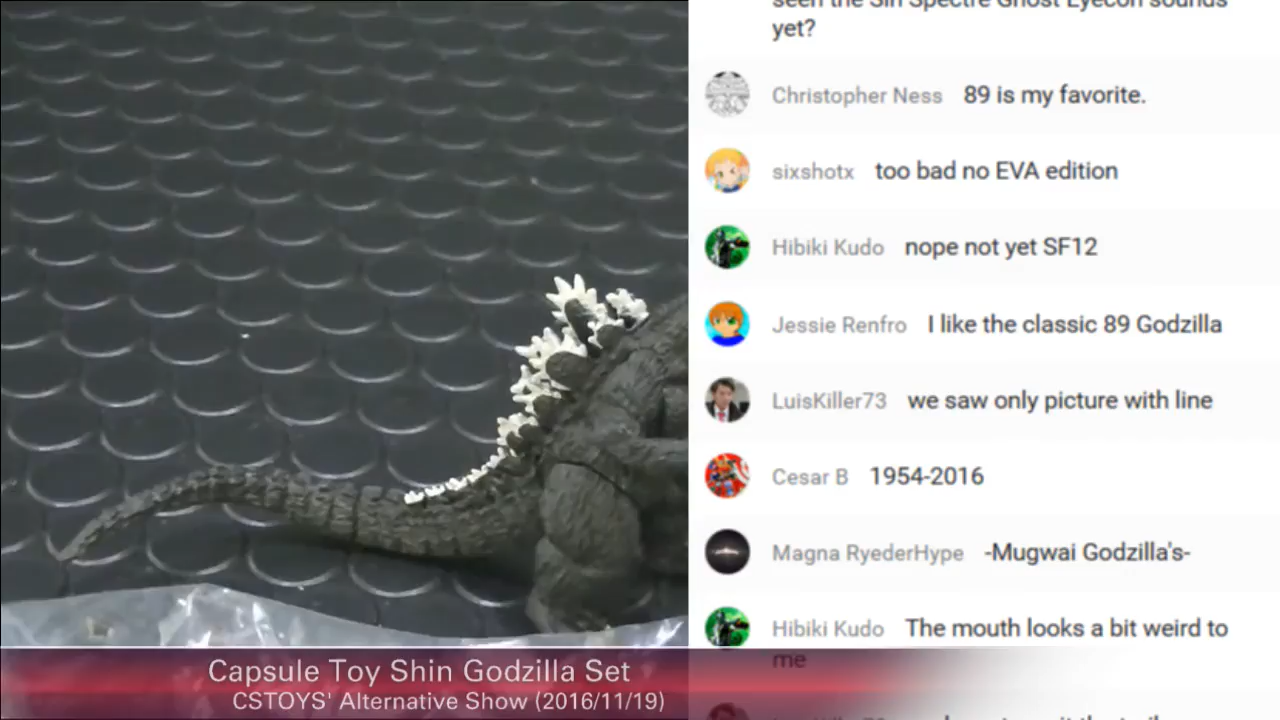 seen the Sin Spectre Ghost Eyecon sounds
yet?
Christopher Ness 89 is my favorite.
sixshotx too bad no EVA edition
Hibiki Kudo nope not yet SF12
Jessie Renfro I like the classic 89 Godzilla
LuisKiller73 we saw only picture with line
Cesar B 1954-2016
Magna RyederHype -Mugwai Godzilla's-
Hibiki Kudo The mouth looks a bit weird to
me
Capsule Toy Shin Godzilla Set
CSTOYS' Alternative Show (2016/11/19)